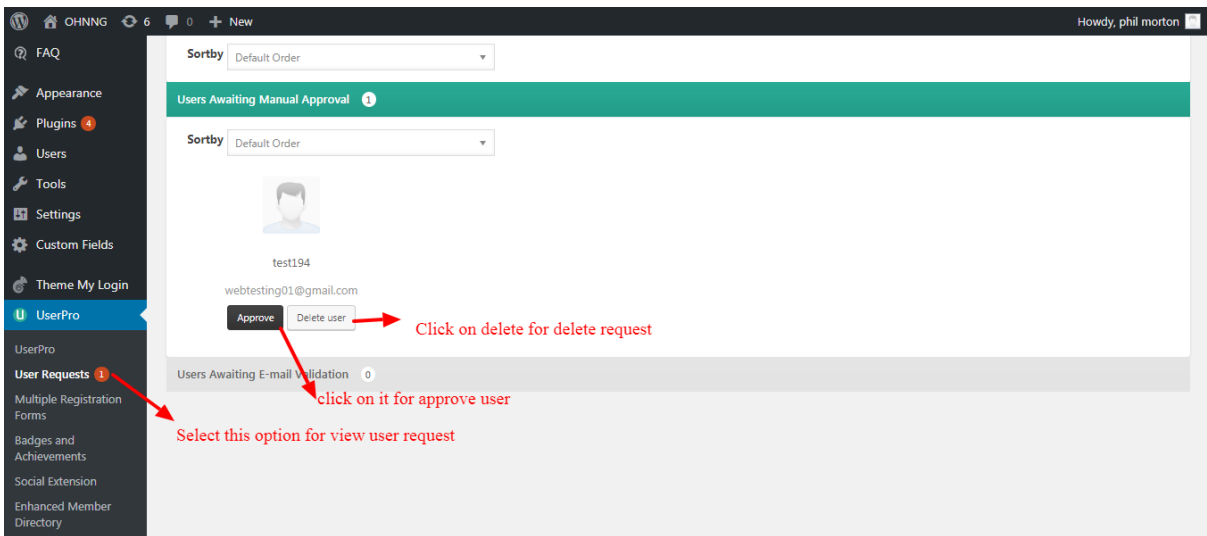 OHNNG 6 0 New Howdy, phil morton
FAQ
Appearance
Plugins 4
Users
Tools
Settings
Custom Fields
Theme My Login
U UserPro
UserPro
User Requests 1
Multiple Registration
Forms
Badges and
Achievements
Social Extension
Enhanced Member
Directory
Sortby Default Order
Users Awaiting Manual Approval 1
Sortby Default Order
test194
webtesting01@gmail.com
Approve Delete user
Click on delete for delete request
Users Awaiting E-mail Validation 0
click on it for approve user
Select this option for view user request